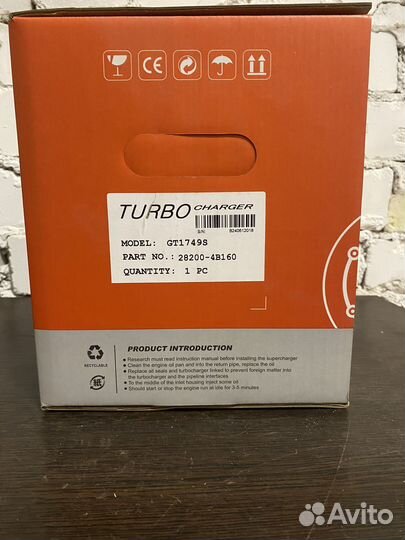 CE
TURBO CHARGER
S/N: B240612018
MODEL: GT1749S
PART NO.: 28200-4B160
QUANTITY: 1 PC
PRODUCT INTRODUCTION
Research must read instruction manual before installing the supercharger
Clean the engine oil pan and into the return pipe, replace the oil
Replace all seals and turbocharger linked to prevent foreign matter into
the turbocharger and the pipeline interfaces
To the middle of the inlet housing inject some oil
Should start or stop the engine run at idle for 3-5 minutes
RECYCLABLE
紙
Avito